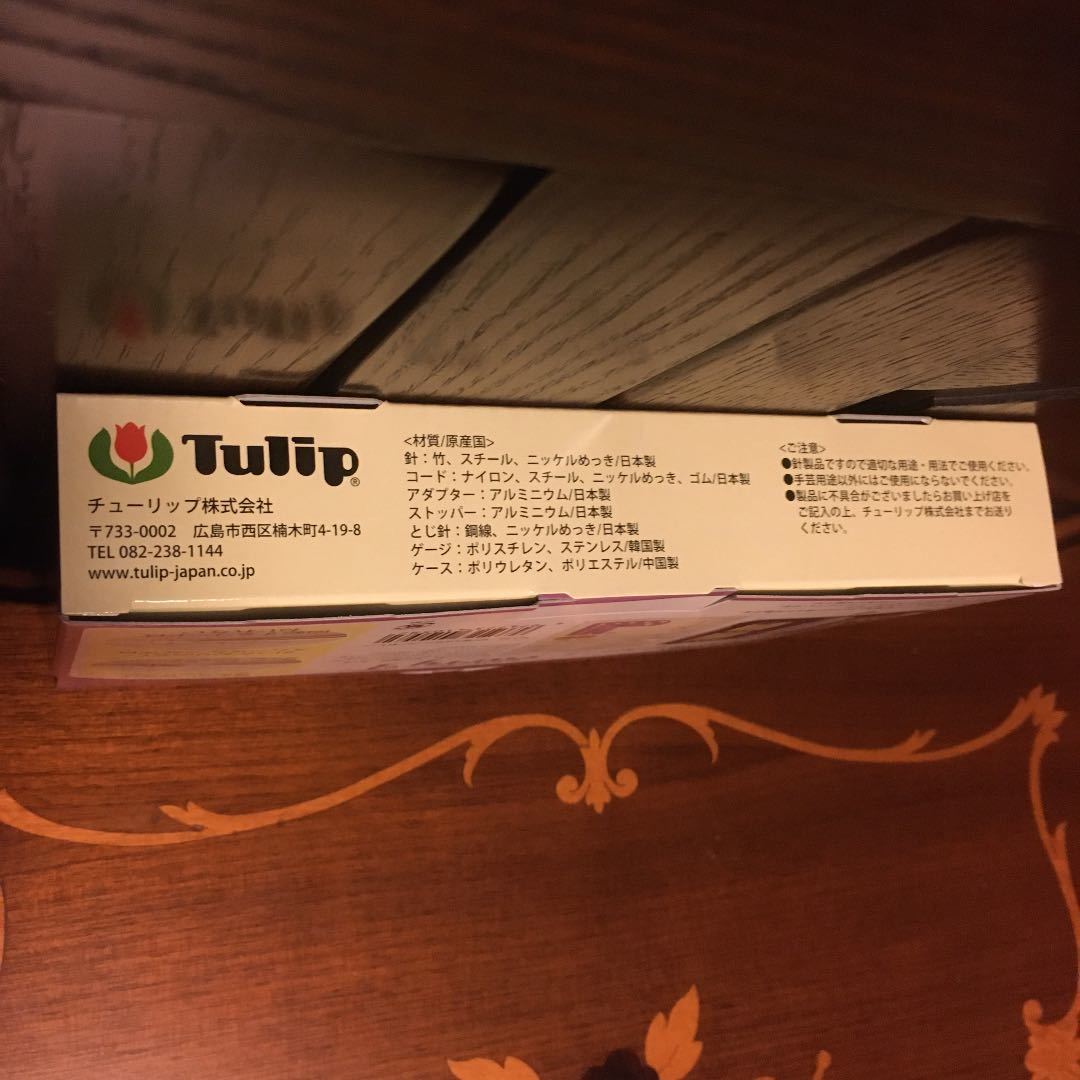 Tulip®
チューリップ株式会社
〒733-0002 広島市西区楠木町4-19-8
TEL 082-238-1144
www.tulip-japan.co.jp
<材質/原産国>
針：竹、スチール、ニッケルめっき/日本製
コード：ナイロン、スチール、ニッケルめっき、ゴム/日本製
アダプター：アルミニウム/日本製
ストッパー：アルミニウム/日本製
とじ針：鋼線、ニッケルめっき/日本製
ゲージ：ポリスチレン、ステンレス/韓国製
ケース：ポリウレタン、ポリエステル/中国製
<ご注意>
●針製品ですので適切な用途・用法でご使用ください。
●手芸用途以外にはご使用にならないでください。
●製品に不具合がございましたらお買い上げ店を
ご記入の上、チューリップ株式会社までお送り
ください。